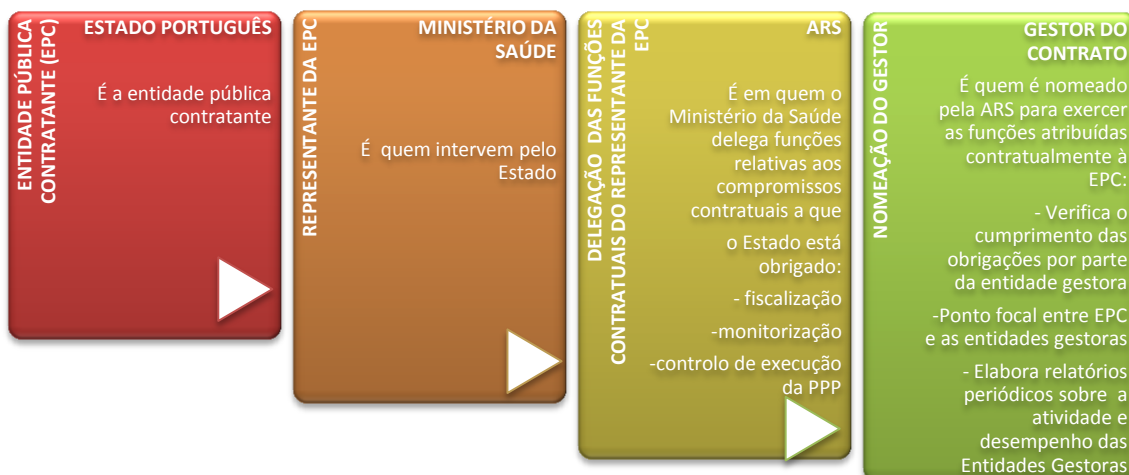 ENTIDADE PÚBLICA
CONTRATANTE (EPC)
ESTADO PORTUGUÊS
É a entidade pública
contratante
REPRESENTANTE DA EPC
MINISTÉRIO DA
SAÚDE
É quem intervem pelo
Estado
DELEGAÇÃO DAS FUNÇÕES
CONTRATUAIS DO REPRESENTANTE DA
EPC
ARS
É em quem o
Ministério da Saúde
delega funções
relativas aos
compromissos
contratuais a que
o Estado está
obrigado:
- fiscalização
-monitorização
-controlo de execução
da PPP
NOMEAÇÃO DO GESTOR
GESTOR DO
CONTRATO
É quem é nomeado
pela ARS para exercer
as funções atribuídas
contratualmente à
EPC:
- Verifica o
cumprimento das
obrigações por parte
da entidade gestora
-Ponto focal entre EPC
e as entidades gestoras
- Elabora relatórios
periódicos sobre a
atividade e
desempenho das
Entidades Gestoras